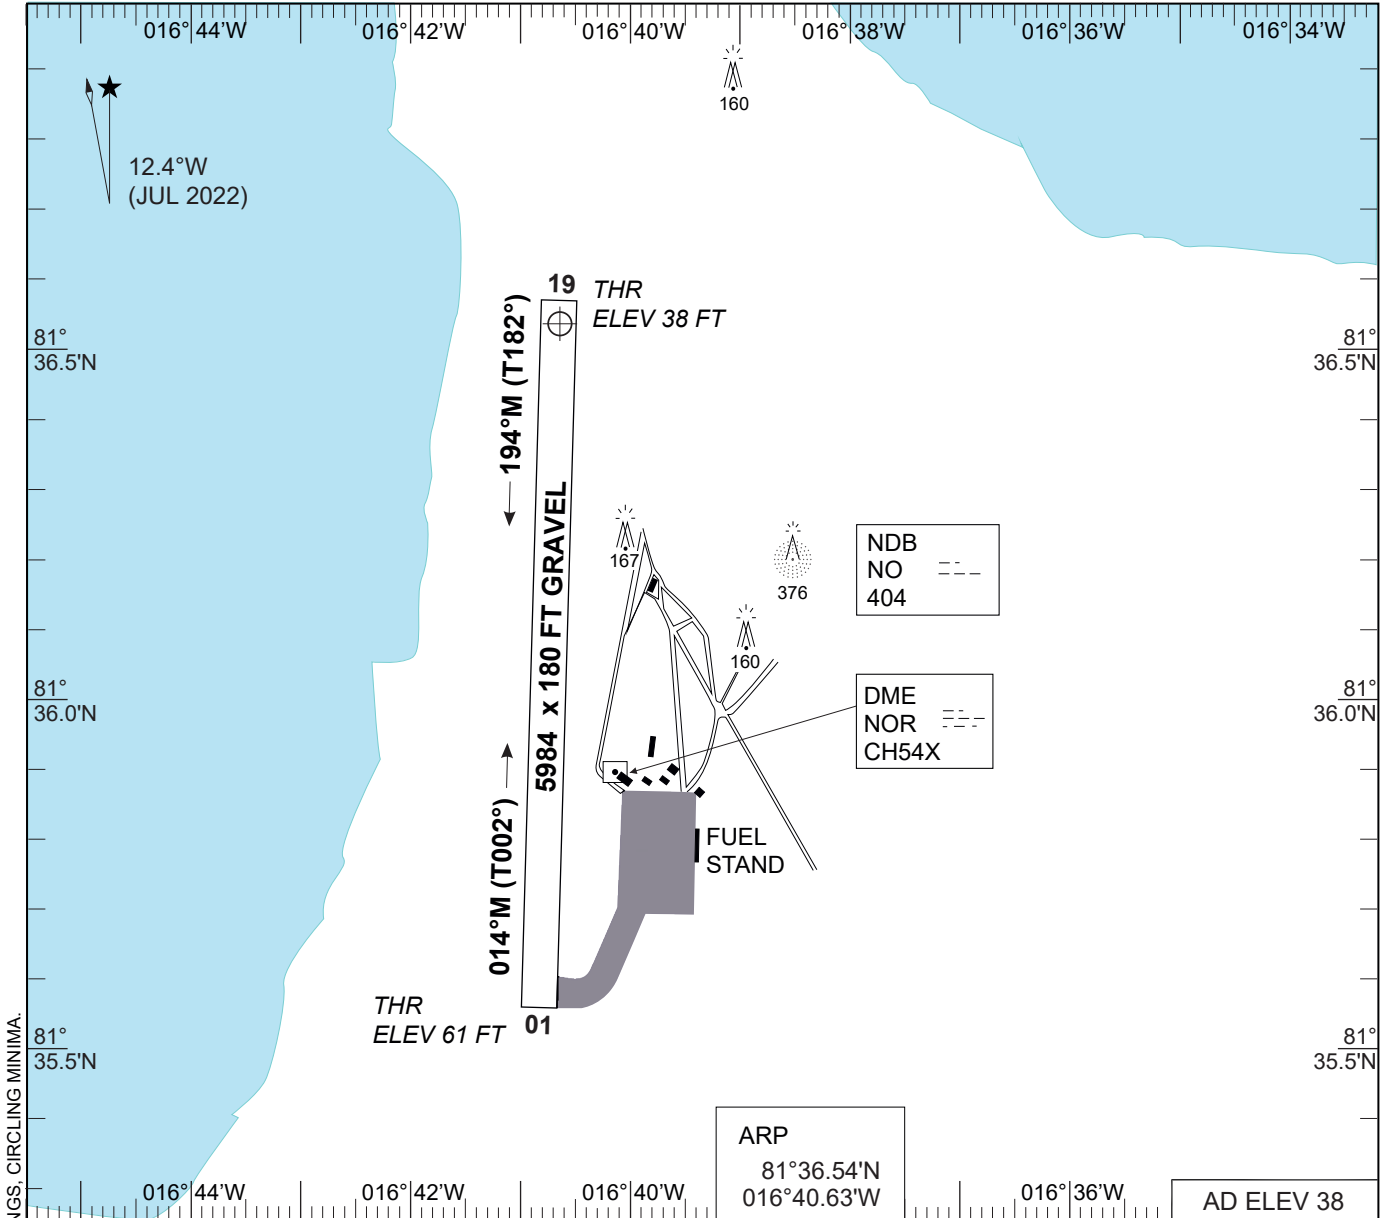 016°44'W
016°42'W
016°40'W
016°38'W
016°36'W
016°34'W
160
12.4°W
(JUL 2022)
19
THR
ELEV 38 FT
194°M (T182°)
81°
36.5'N
81°
36.5'N
5984 x 180 FT GRAVEL
167
376
160
NDB
NO
404
DME
NOR
CH54X
81°
36.0'N
81°
36.0'N
014°M (T002°)
FUEL
STAND
THR
ELEV 61 FT
01
81°
35.5'N
81°
35.5'N
NGS, CIRCLING MINIMA.
ARP
81°36.54'N
016°40.63'W
016°44'W
016°42'W
016°40'W
016°36'W
AD ELEV 38